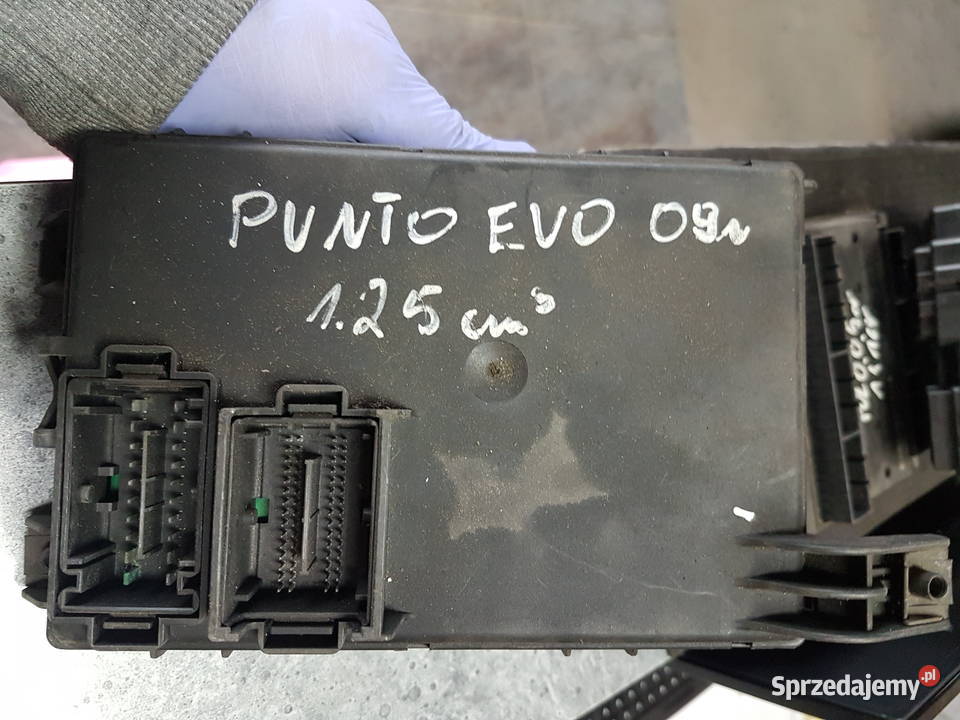 PUNTO EVO 09r
1.25 cm³
Sprzedajemy.pl